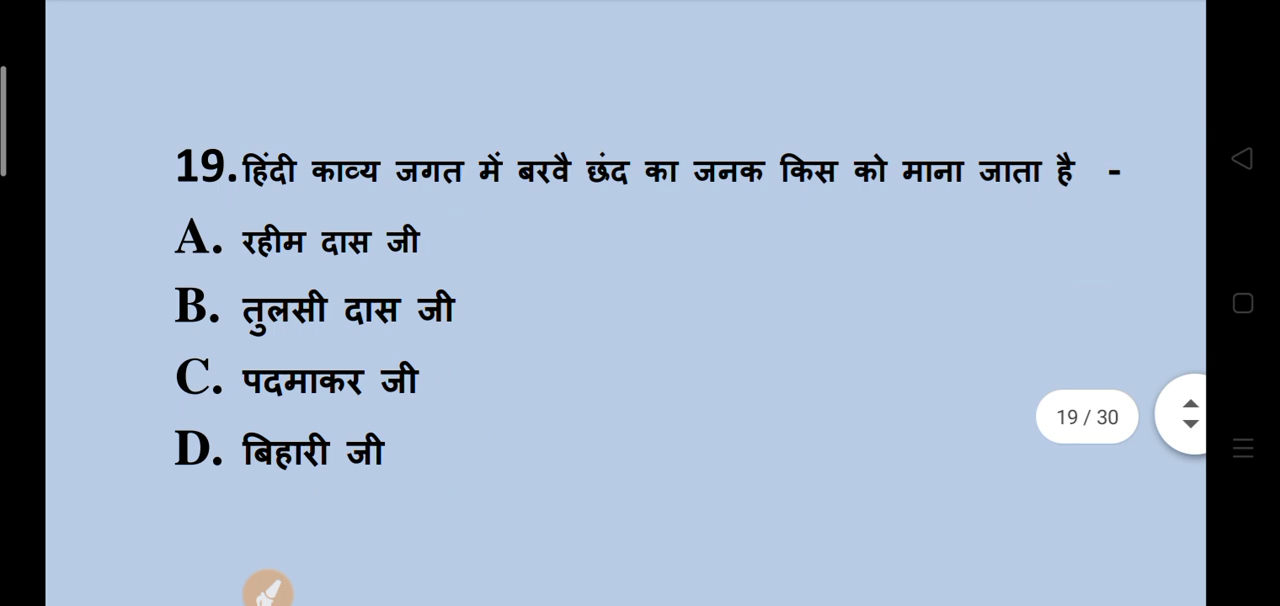 19.हिंदी काव्य जगत में बरवै छंद का जनक किस को माना जाता है -
A. रहीम दास जी
B. तुलसी दास जी
C. पदमाकर जी
19 / 30
D. बिहारी जी